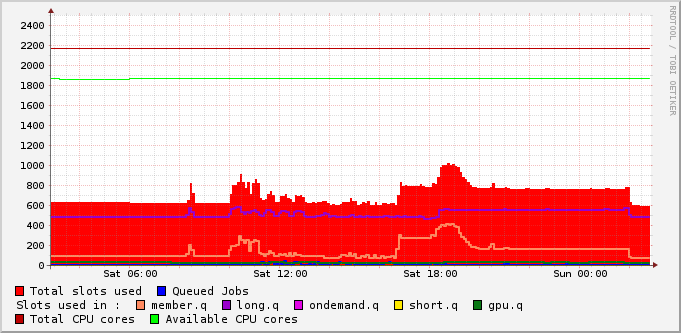 RRDTOOL / TOBI OETIKER
2400
2200
2000
1800
1600
1400
1200
1000
800
600
400
200
0
Sat 06:00 Sat 12:00 Sat 18:00 Sun 00:00
Total slots used Queued Jobs
Slots used in : member.q long.q ondemand.q short.q gpu.q
Total CPU cores Available CPU cores